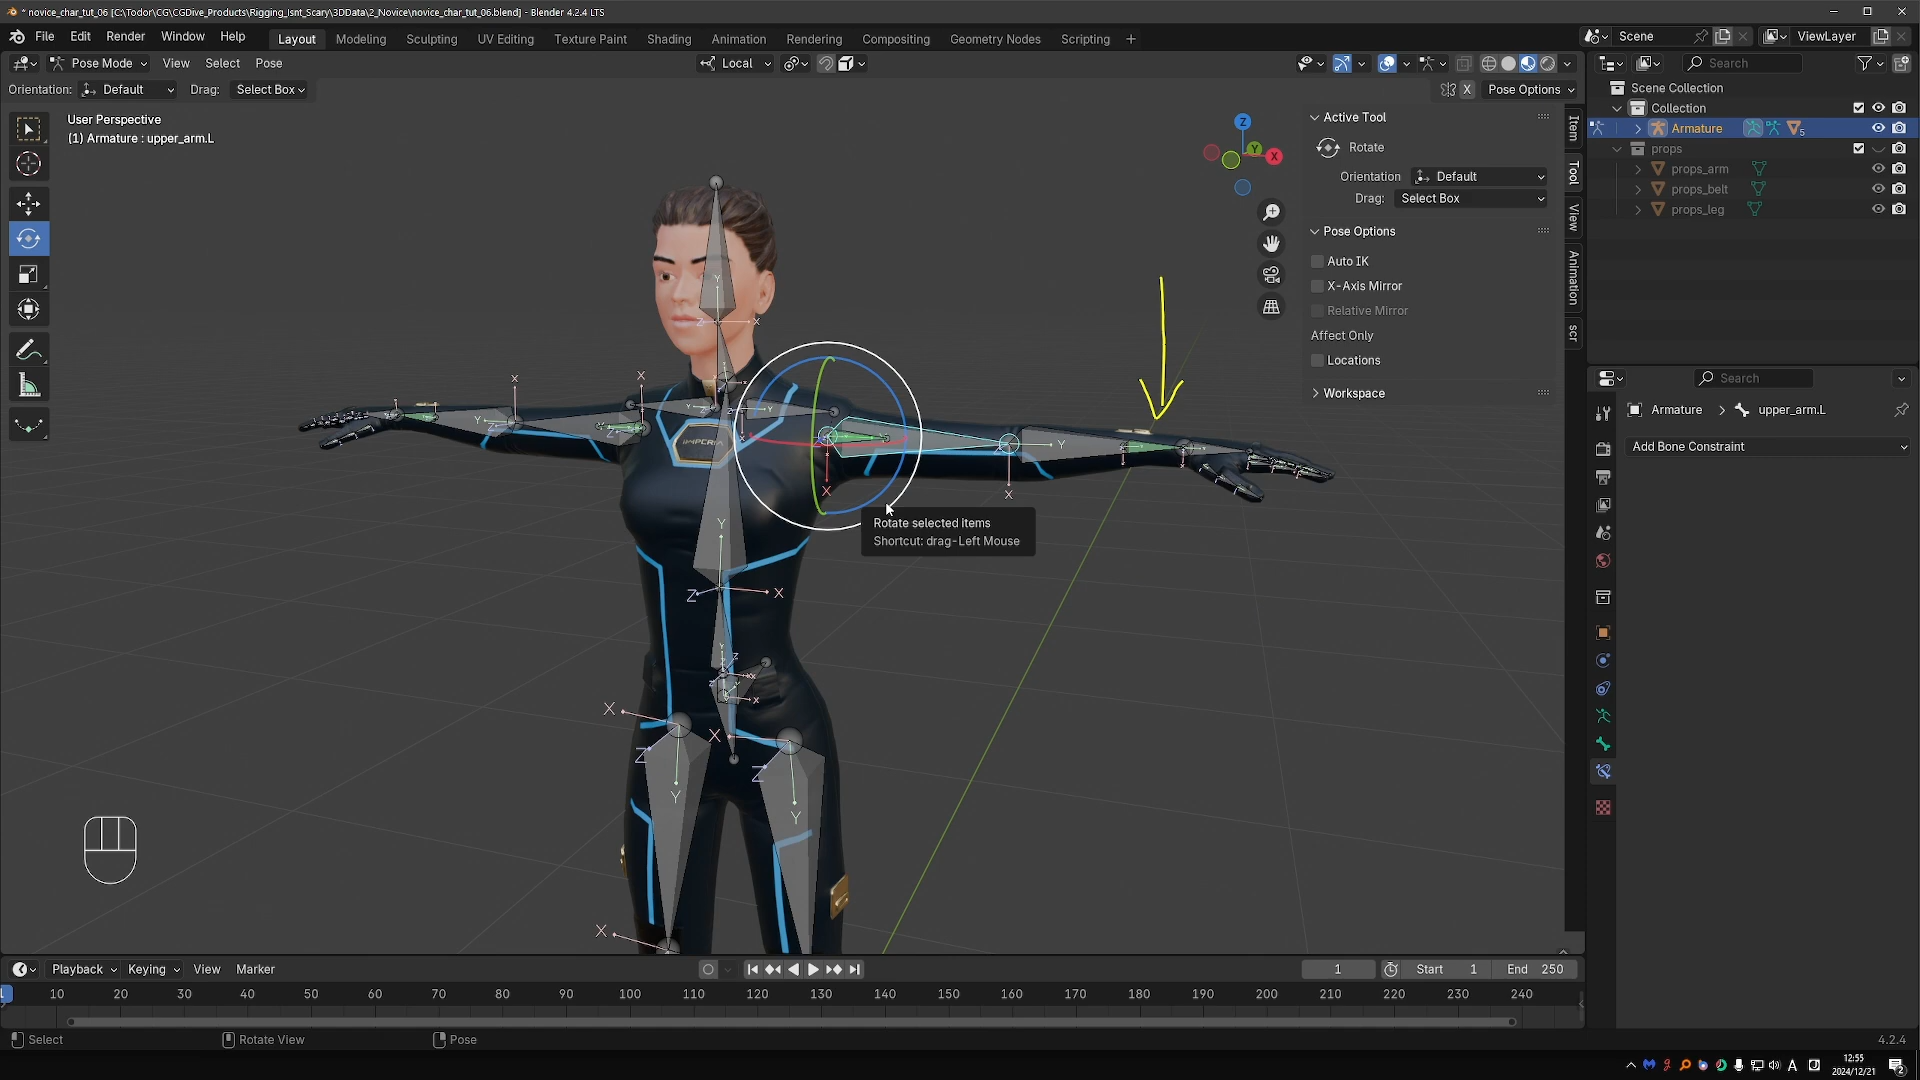 * novice_char_tut_06 [C:\Todor\CG\CGDive_Products\Rigging_Isnt_Scary\3DData\2_Novice\novice_char_tut_06.blend] - Blender 4.2.4 LTS
File Edit Render Window Help Layout Modeling Sculpting UV Editing Texture Paint Shading Animation Rendering Compositing Geometry Nodes Scripting + Scene ViewLayer
Pose Mode View Select Pose Local Search
Orientation: Default Drag: Select Box X Pose Options
User Perspective
(1) Armature : upper_arm.L
Z
Y
X
Active Tool
Rotate
Orientation Default
Drag: Select Box
Pose Options
Auto IK
X-Axis Mirror
Relative Mirror
Affect Only
Locations
Workspace
Item
Tool
View
Animation
scr
Scene Collection
Collection
Armature 5
props
props_arm
props_belt
props_leg
Search
Armature upper_arm.L
Add Bone Constraint
Rotate selected items
Shortcut: drag-Left Mouse
IMPERIA
Playback Keying View Marker 1 Start 1 End 250
1 10 20 30 40 50 60 70 80 90 100 110 120 130 140 150 160 170 180 190 200 210 220 230 240
Select Rotate View Pose 4.2.4
A 12:55
2024/12/21 2